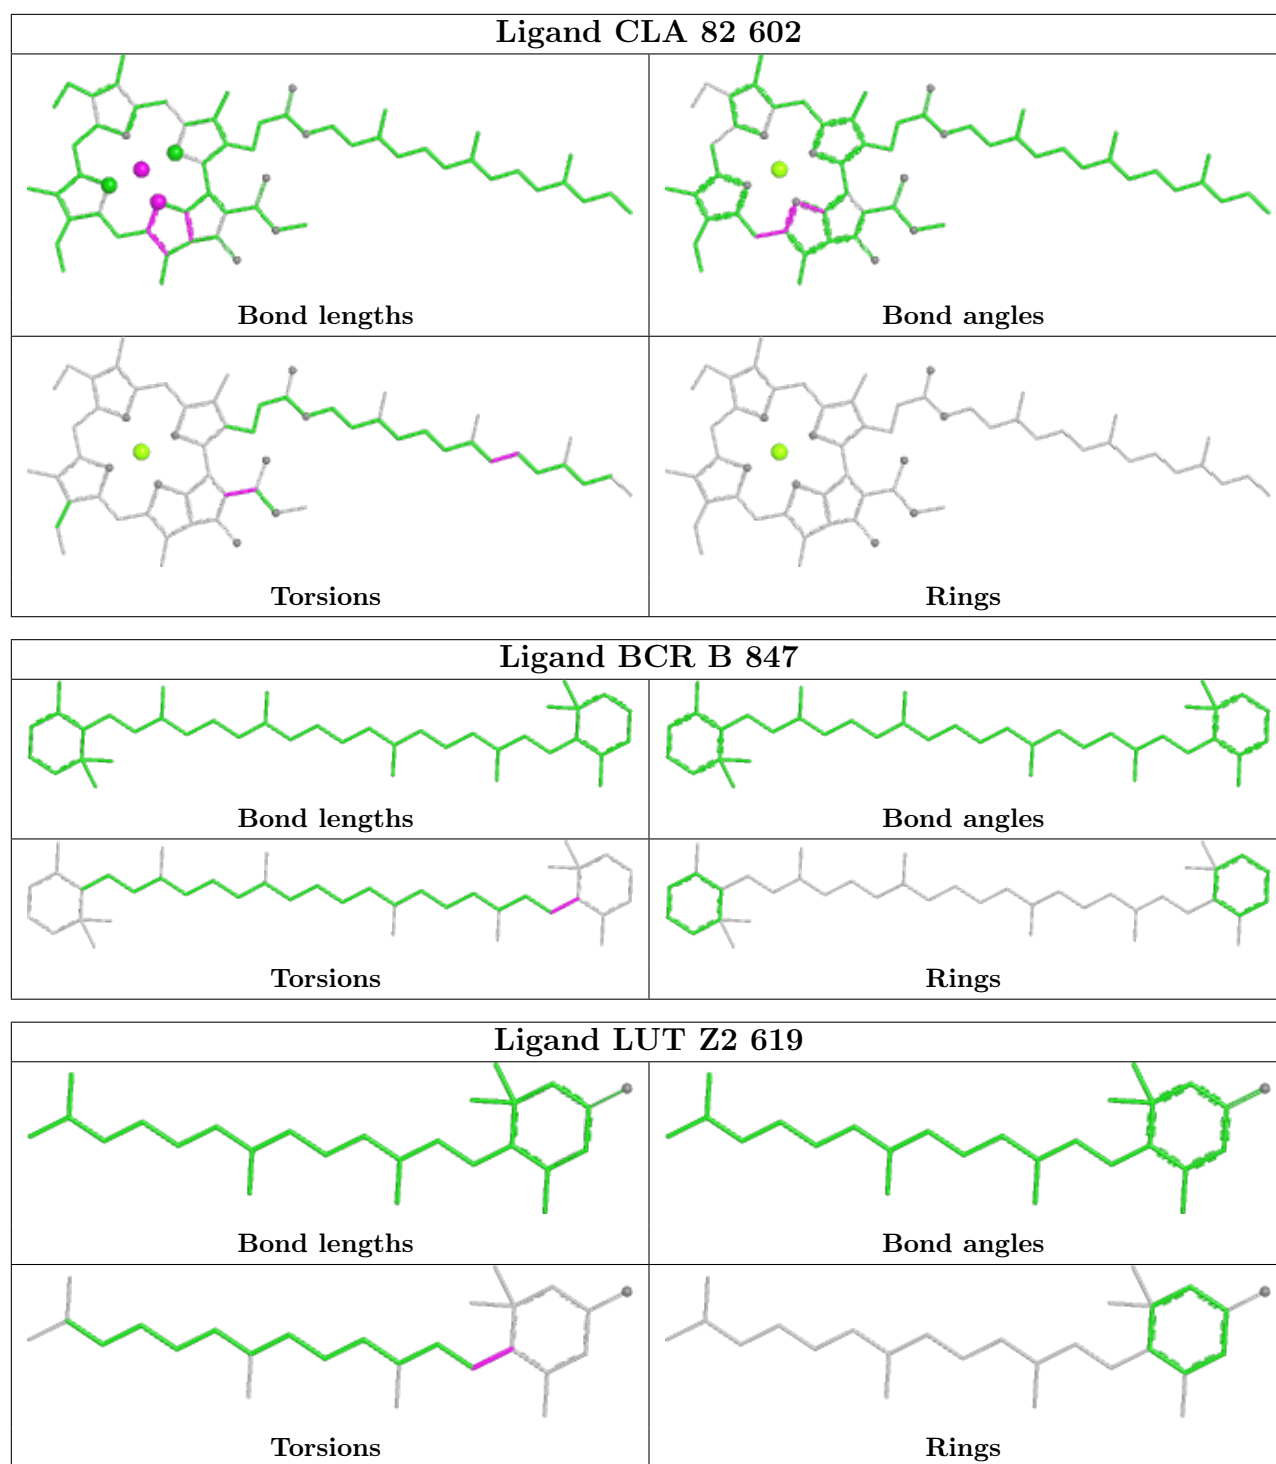 Ligand CLA 82 602
Bond lengths
Bond angles
Torsions
Rings
Ligand BCR B 847
Bond lengths
Bond angles
Torsions
Rings
Ligand LUT Z2 619
Bond lengths
Bond angles
Torsions
Rings